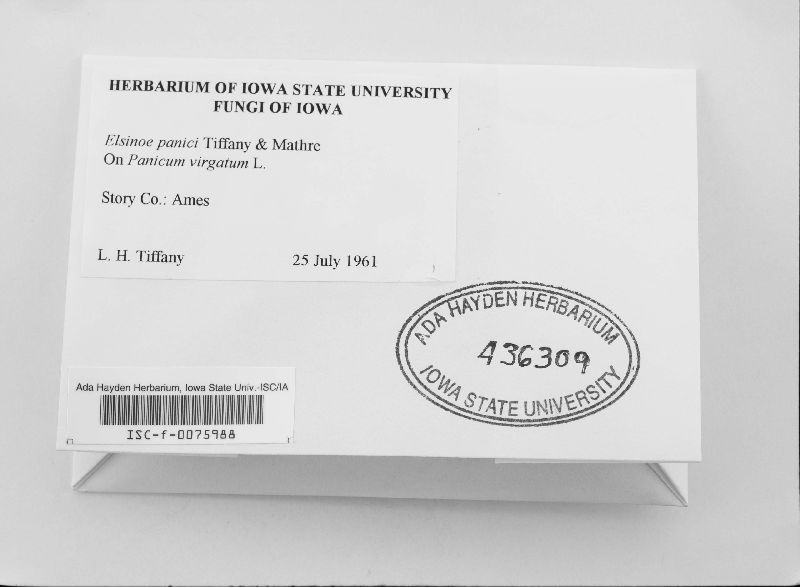 HERBARIUM OF IOWA STATE UNIVERSITY
FUNGI OF IOWA
Elsinoe panici Tiffany & Mathre
On Panicum virgatum L.
Story Co.: Ames
L. H. Tiffany 25 July 1961
ADA HAYDEN HERBARIUM
436309
IOWA STATE UNIVERSITY
Ada Hayden Herbarium, Iowa State Univ.-ISC/IA
ISC-f-0075988